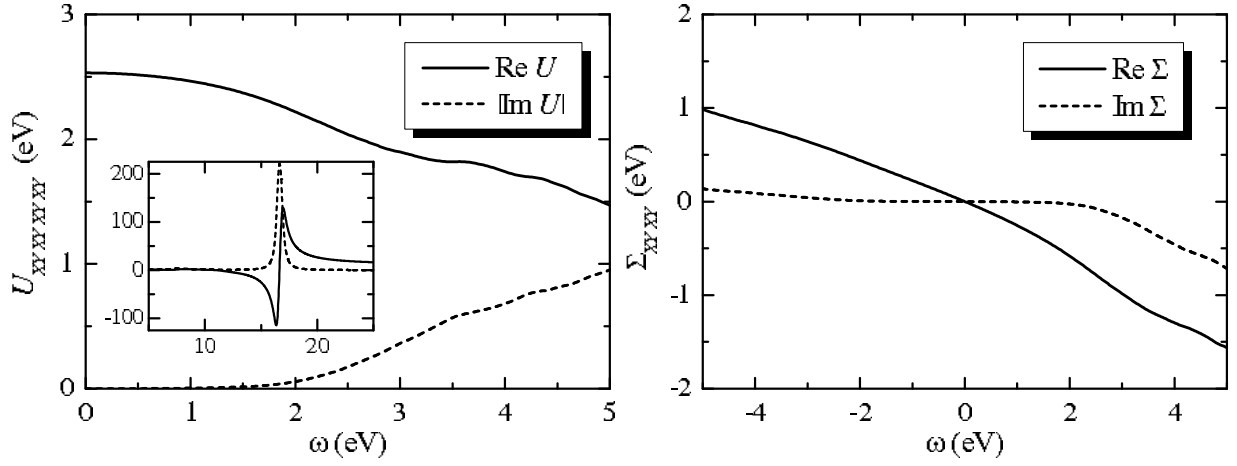 3
2
1
0
U_XY XY XY XY (eV)
Re U
|Im U|
200
100
0
-100
10 20
0 1 2 3 4 5
ω (eV)
2
1
0
-1
-2
Σ_XY XY (eV)
Re Σ
Im Σ
-4 -2 0 2 4
ω (eV)